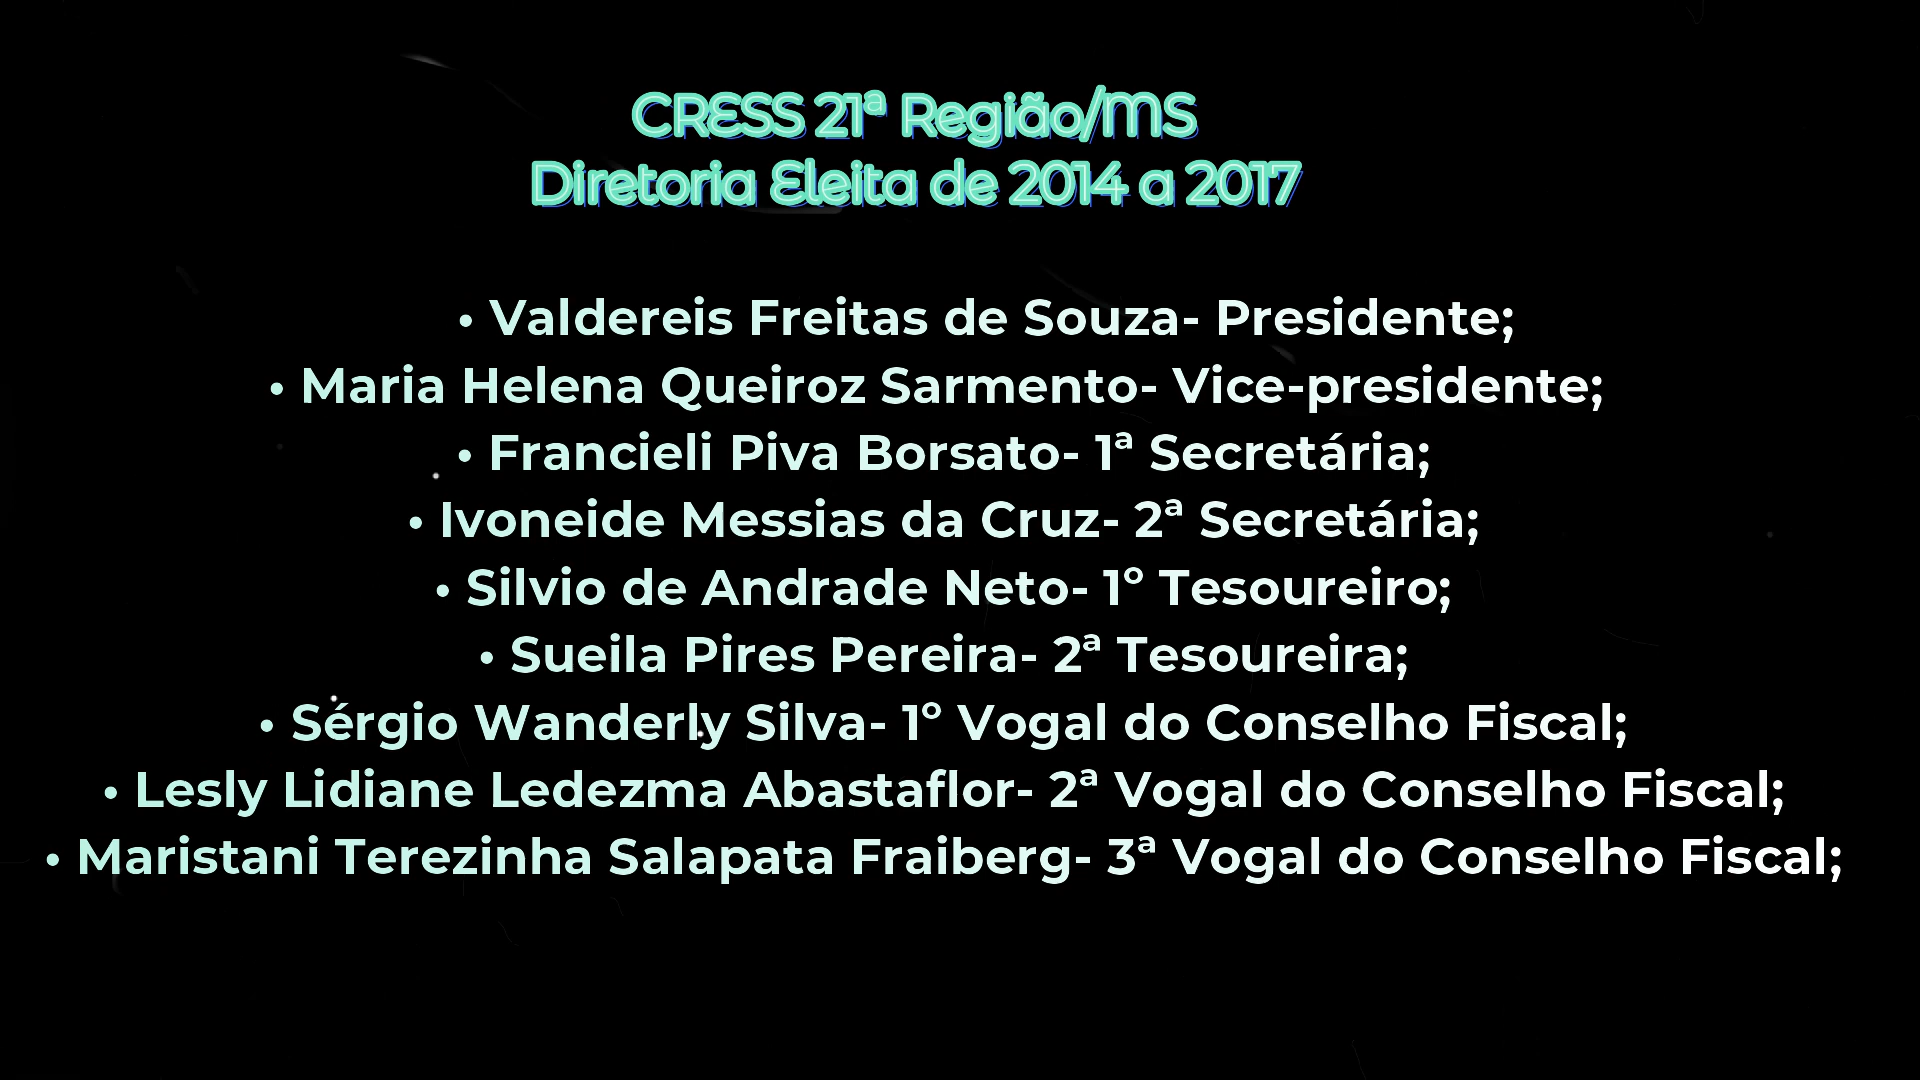 CRESS 21ª Região/MS
Diretoria Eleita de 2014 a 2017
• Valdereis Freitas de Souza- Presidente;
• Maria Helena Queiroz Sarmento- Vice-presidente;
• Francieli Piva Borsato- 1ª Secretária;
• Ivoneide Messias da Cruz- 2ª Secretária;
• Silvio de Andrade Neto- 1º Tesoureiro;
• Sueila Pires Pereira- 2ª Tesoureira;
• Sérgio Wanderly Silva- 1º Vogal do Conselho Fiscal;
• Lesly Lidiane Ledezma Abastaflor- 2ª Vogal do Conselho Fiscal;
• Maristani Terezinha Salapata Fraiberg- 3ª Vogal do Conselho Fiscal;